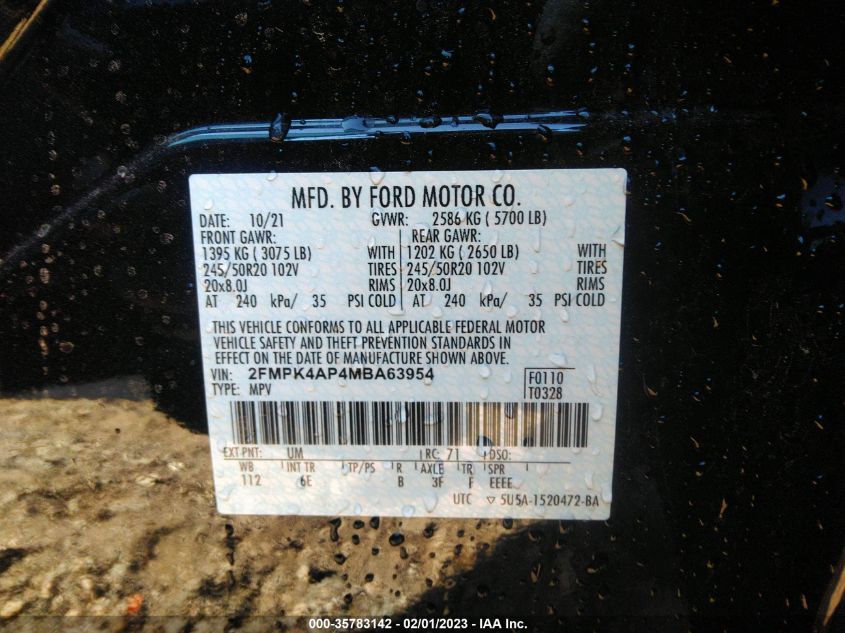 MFD. BY FORD MOTOR CO.
DATE: 10/21 GVWR: 2586 KG ( 5700 LB)
FRONT GAWR: REAR GAWR:
1395 KG ( 3075 LB) WITH 1202 KG ( 2650 LB) WITH
245/50R20 102V TIRES 245/50R20 102V TIRES
20x8.0J RIMS 20x8.0J RIMS
AT 240 kPa/ 35 PSI COLD AT 240 kPa/ 35 PSI COLD
THIS VEHICLE CONFORMS TO ALL APPLICABLE FEDERAL MOTOR
VEHICLE SAFETY AND THEFT PREVENTION STANDARDS IN
EFFECT ON THE DATE OF MANUFACTURE SHOWN ABOVE.
VIN: 2FMPK4AP4MBA63954 F0110
TYPE: MPV T0328
EXT PNT: UM RC: 71 DSO:
WB INT TR TP/PS R AXLE TR SPR
112 6E B 3F F EEEE
UTC ▽ 5U5A-1520472-BA
000-35783142 - 02/01/2023 - IAA Inc.